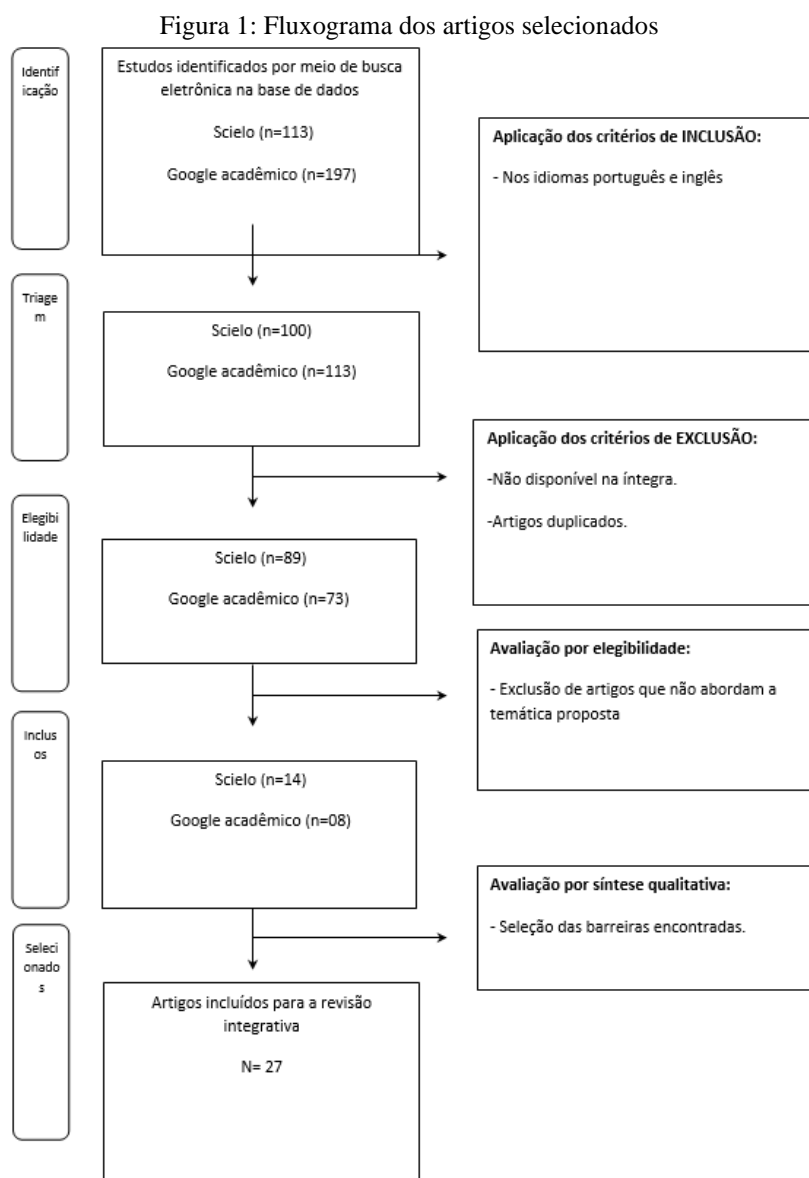 Figura 1: Fluxograma dos artigos selecionados
Identif
icação
Estudos identificados por meio de busca
eletrônica na base de dados
Scielo (n=113)
Google acadêmico (n=197)
Aplicação dos critérios de INCLUSÃO:
- Nos idiomas português e inglês
Triage
m
Scielo (n=100)
Google acadêmico (n=113)
Aplicação dos critérios de EXCLUSÃO:
-Não disponível na íntegra.
-Artigos duplicados.
Elegibi
lidade
Scielo (n=89)
Google acadêmico (n=73)
Avaliação por elegibilidade:
- Exclusão de artigos que não abordam a
temática proposta
Inclus
os
Scielo (n=14)
Google acadêmico (n=08)
Avaliação por síntese qualitativa:
- Seleção das barreiras encontradas.
Seleci
onado
s
Artigos incluídos para a revisão
integrativa
N= 27